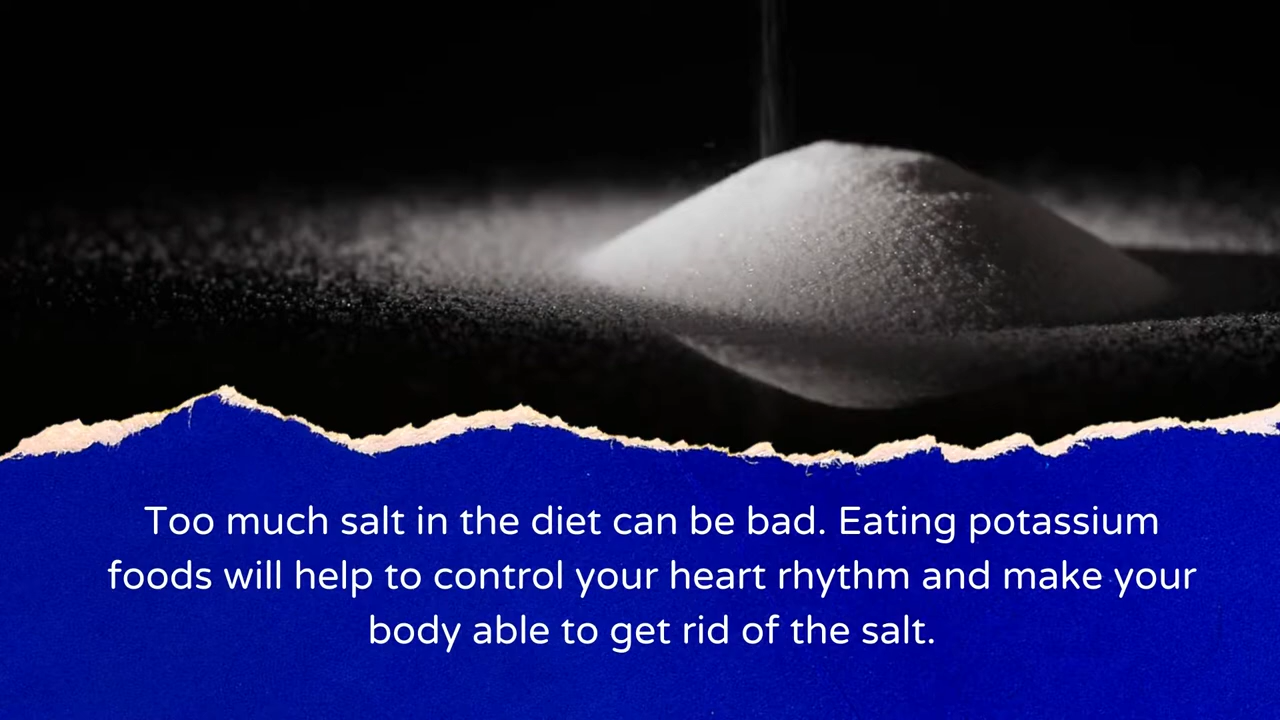 Too much salt in the diet can be bad. Eating potassium
foods will help to control your heart rhythm and make your
body able to get rid of the salt.